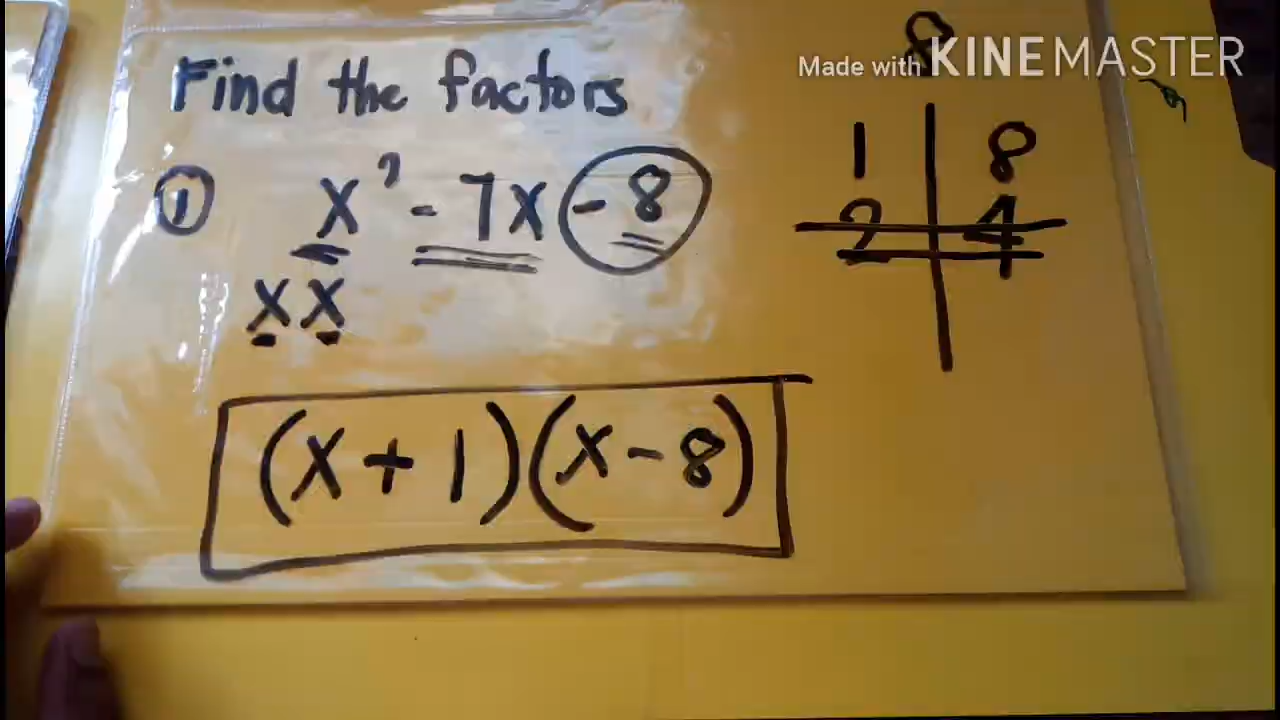 Find the factors
① x² - 7x - 8
x x
(x + 1)(x - 8)
8
Made with KINEMASTER
1 8
2 4